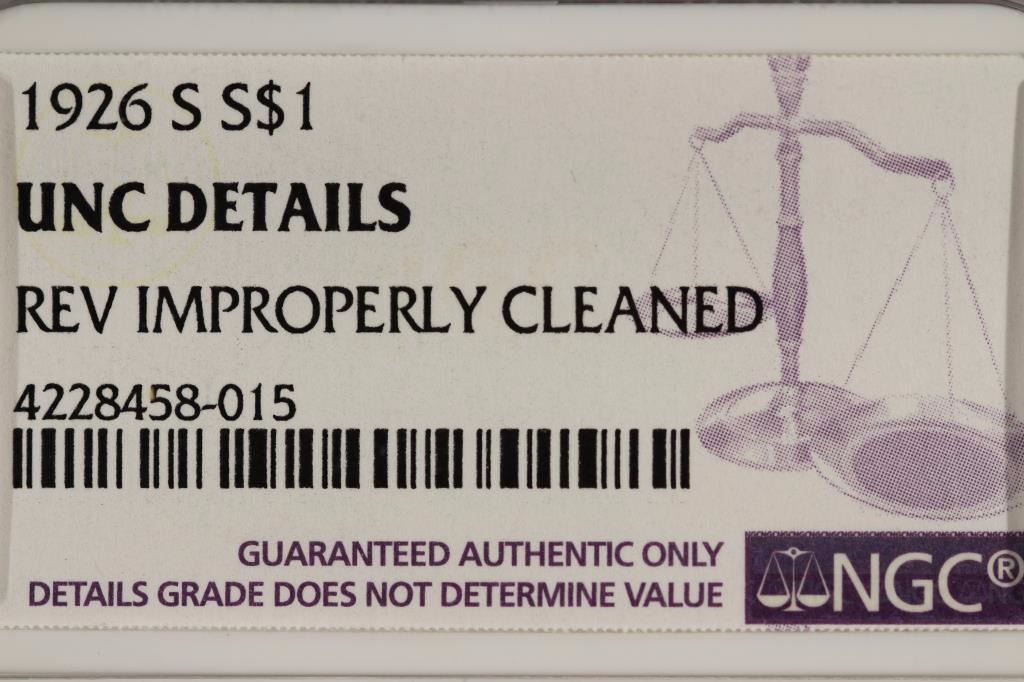 1926 S S$1
UNC DETAILS
REV IMPROPERLY CLEANED
4228458-015
GUARANTEED AUTHENTIC ONLY
DETAILS GRADE DOES NOT DETERMINE VALUE
NGC®